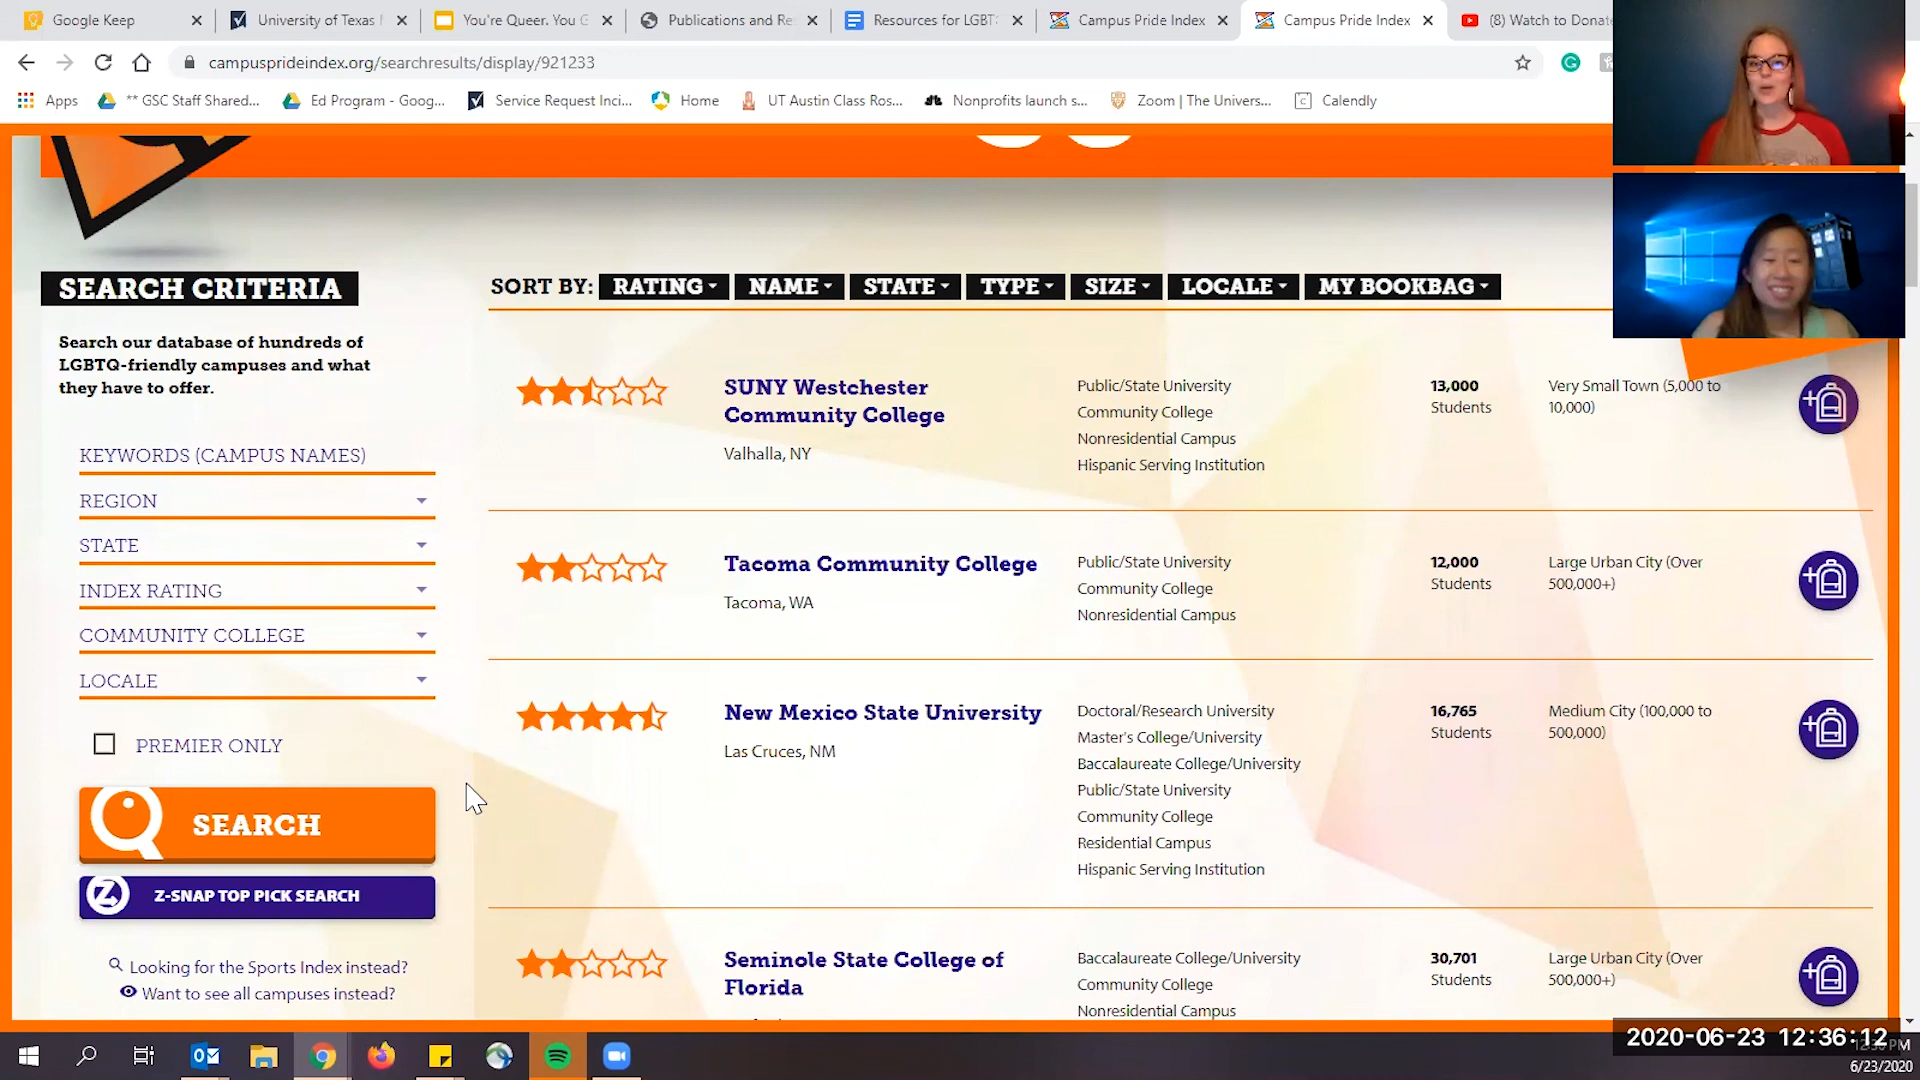 Google Keep
University of Texas
You're Queer. You G
Publications and Re
Resources for LGBT
Campus Pride Index
Campus Pride Index
(8) Watch to Donate
campusprideindex.org/searchresults/display/921233
Apps
** GSC Staff Shared...
Ed Program - Goog...
Service Request Inci...
Home
UT Austin Class Ros...
Nonprofits launch s...
Zoom | The Univers...
Calendly
SEARCH CRITERIA
Search our database of hundreds of
LGBTQ-friendly campuses and what
they have to offer.
KEYWORDS (CAMPUS NAMES)
REGION
STATE
INDEX RATING
COMMUNITY COLLEGE
LOCALE
PREMIER ONLY
SEARCH
Z-SNAP TOP PICK SEARCH
Looking for the Sports Index instead?
Want to see all campuses instead?
SORT BY: RATING NAME STATE TYPE SIZE LOCALE MY BOOKBAG
SUNY Westchester
Community College
Valhalla, NY
Public/State University
Community College
Nonresidential Campus
Hispanic Serving Institution
13,000
Students
Very Small Town (5,000 to
10,000)
Tacoma Community College
Tacoma, WA
Public/State University
Community College
Nonresidential Campus
12,000
Students
Large Urban City (Over
500,000+)
New Mexico State University
Las Cruces, NM
Doctoral/Research University
Master's College/University
Baccalaureate College/University
Public/State University
Community College
Residential Campus
Hispanic Serving Institution
16,765
Students
Medium City (100,000 to
500,000)
Seminole State College of
Florida
Baccalaureate College/University
Community College
Nonresidential Campus
30,701
Students
Large Urban City (Over
500,000+)
2020-06-23 12:36:12
6/23/2020